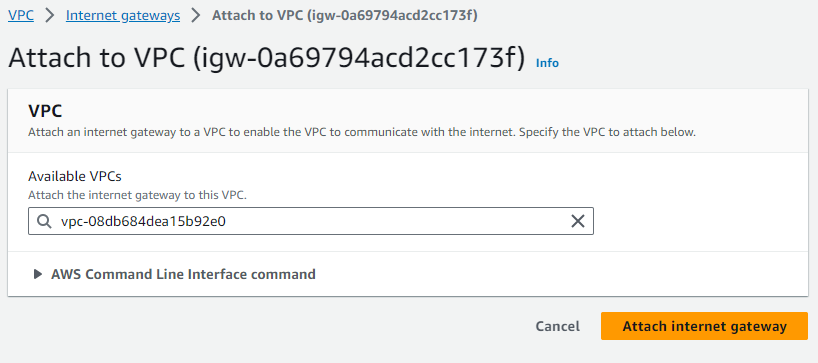 VPC > Internet gateways > Attach to VPC (igw-0a69794acd2cc173f)
Attach to VPC (igw-0a69794acd2cc173f) Info
VPC
Attach an internet gateway to a VPC to enable the VPC to communicate with the internet. Specify the VPC to attach below.
Available VPCs
Attach the internet gateway to this VPC.
vpc-08db684dea15b92e0
AWS Command Line Interface command
Cancel Attach internet gateway